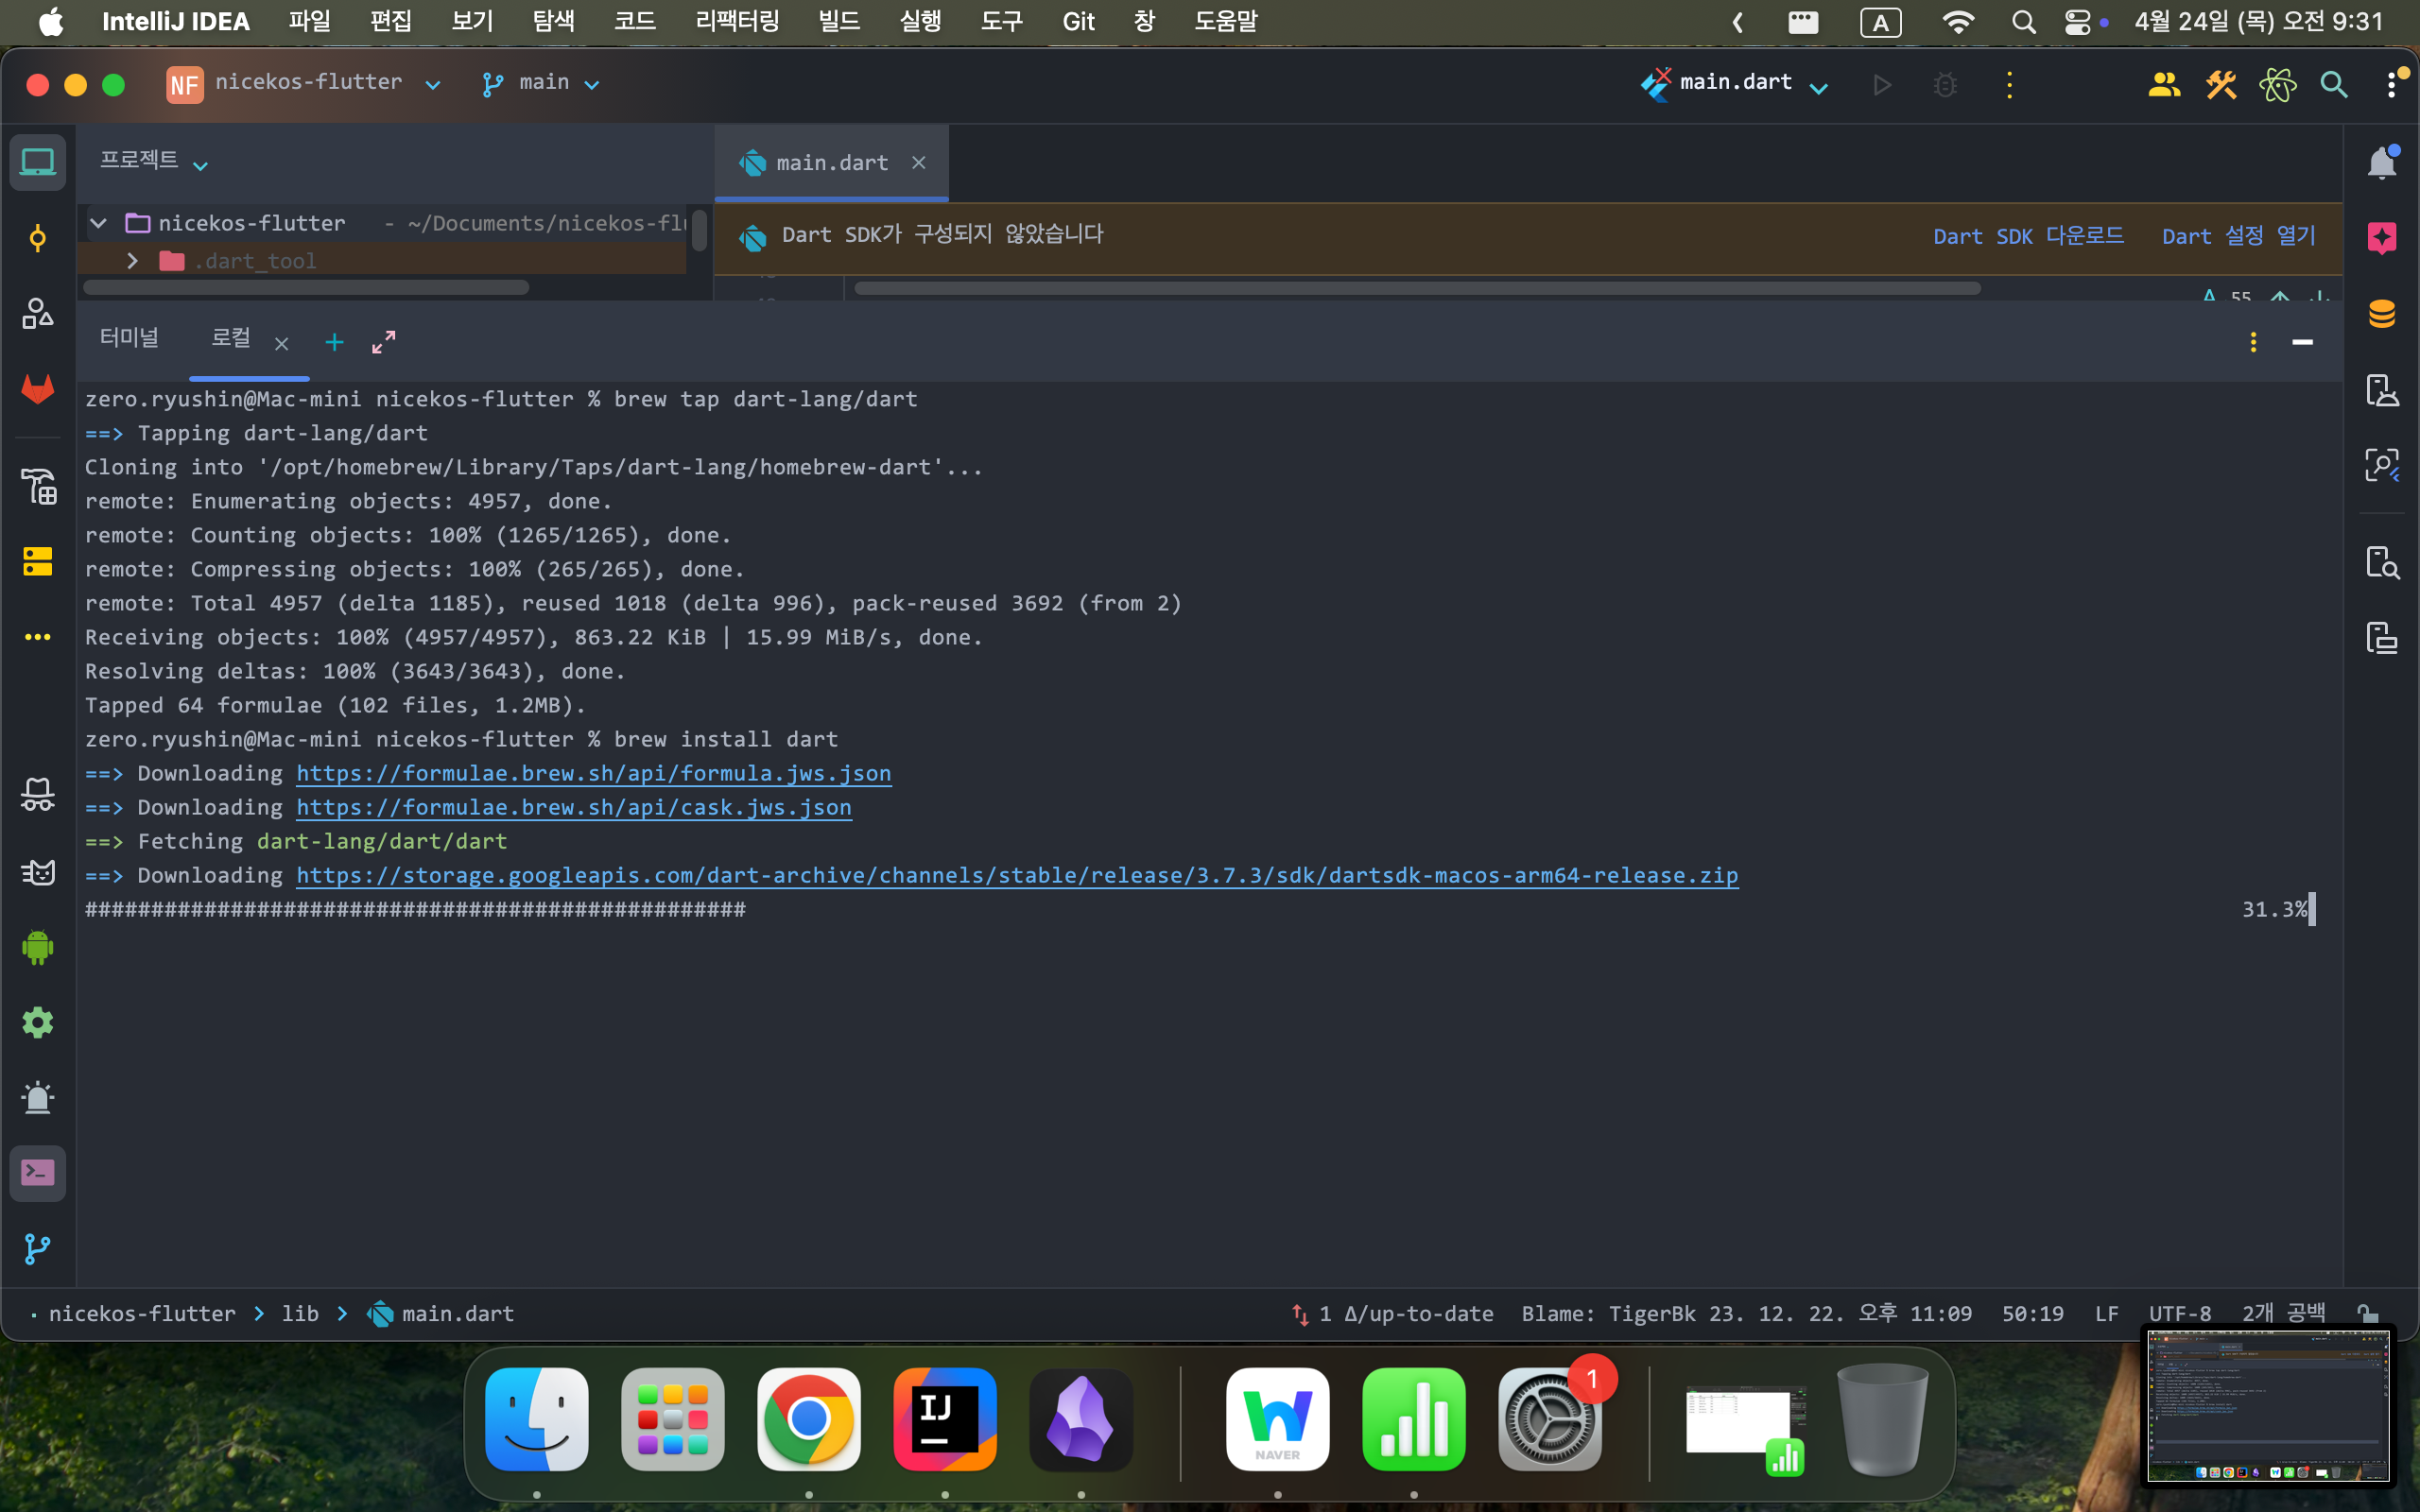 IntelliJ IDEA 파일 편집 보기 탐색 코드 리팩터링 빌드 실행 도구 Git 창 도움말 A 4월 24일 (목) 오전 9:31
NF nicekos-flutter main main.dart
프로젝트 main.dart
nicekos-flutter - ~/Documents/nicekos-flu
.dart_tool
Dart SDK가 구성되지 않았습니다 Dart SDK 다운로드 Dart 설정 열기
55
터미널 로컬
zero.ryushin@Mac-mini nicekos-flutter % brew tap dart-lang/dart
==> Tapping dart-lang/dart
Cloning into '/opt/homebrew/Library/Taps/dart-lang/homebrew-dart'...
remote: Enumerating objects: 4957, done.
remote: Counting objects: 100% (1265/1265), done.
remote: Compressing objects: 100% (265/265), done.
remote: Total 4957 (delta 1185), reused 1018 (delta 996), pack-reused 3692 (from 2)
Receiving objects: 100% (4957/4957), 863.22 KiB | 15.99 MiB/s, done.
Resolving deltas: 100% (3643/3643), done.
Tapped 64 formulae (102 files, 1.2MB).
zero.ryushin@Mac-mini nicekos-flutter % brew install dart
==> Downloading https://formulae.brew.sh/api/formula.jws.json
==> Downloading https://formulae.brew.sh/api/cask.jws.json
==> Fetching dart-lang/dart/dart
==> Downloading https://storage.googleapis.com/dart-archive/channels/stable/release/3.7.3/sdk/dartsdk-macos-arm64-release.zip
################################################## 31.3%
nicekos-flutter > lib > main.dart 1 Δ/up-to-date Blame: TigerBk 23. 12. 22. 오후 11:09 50:19 LF UTF-8 2개 공백
IJ
NAVER
1